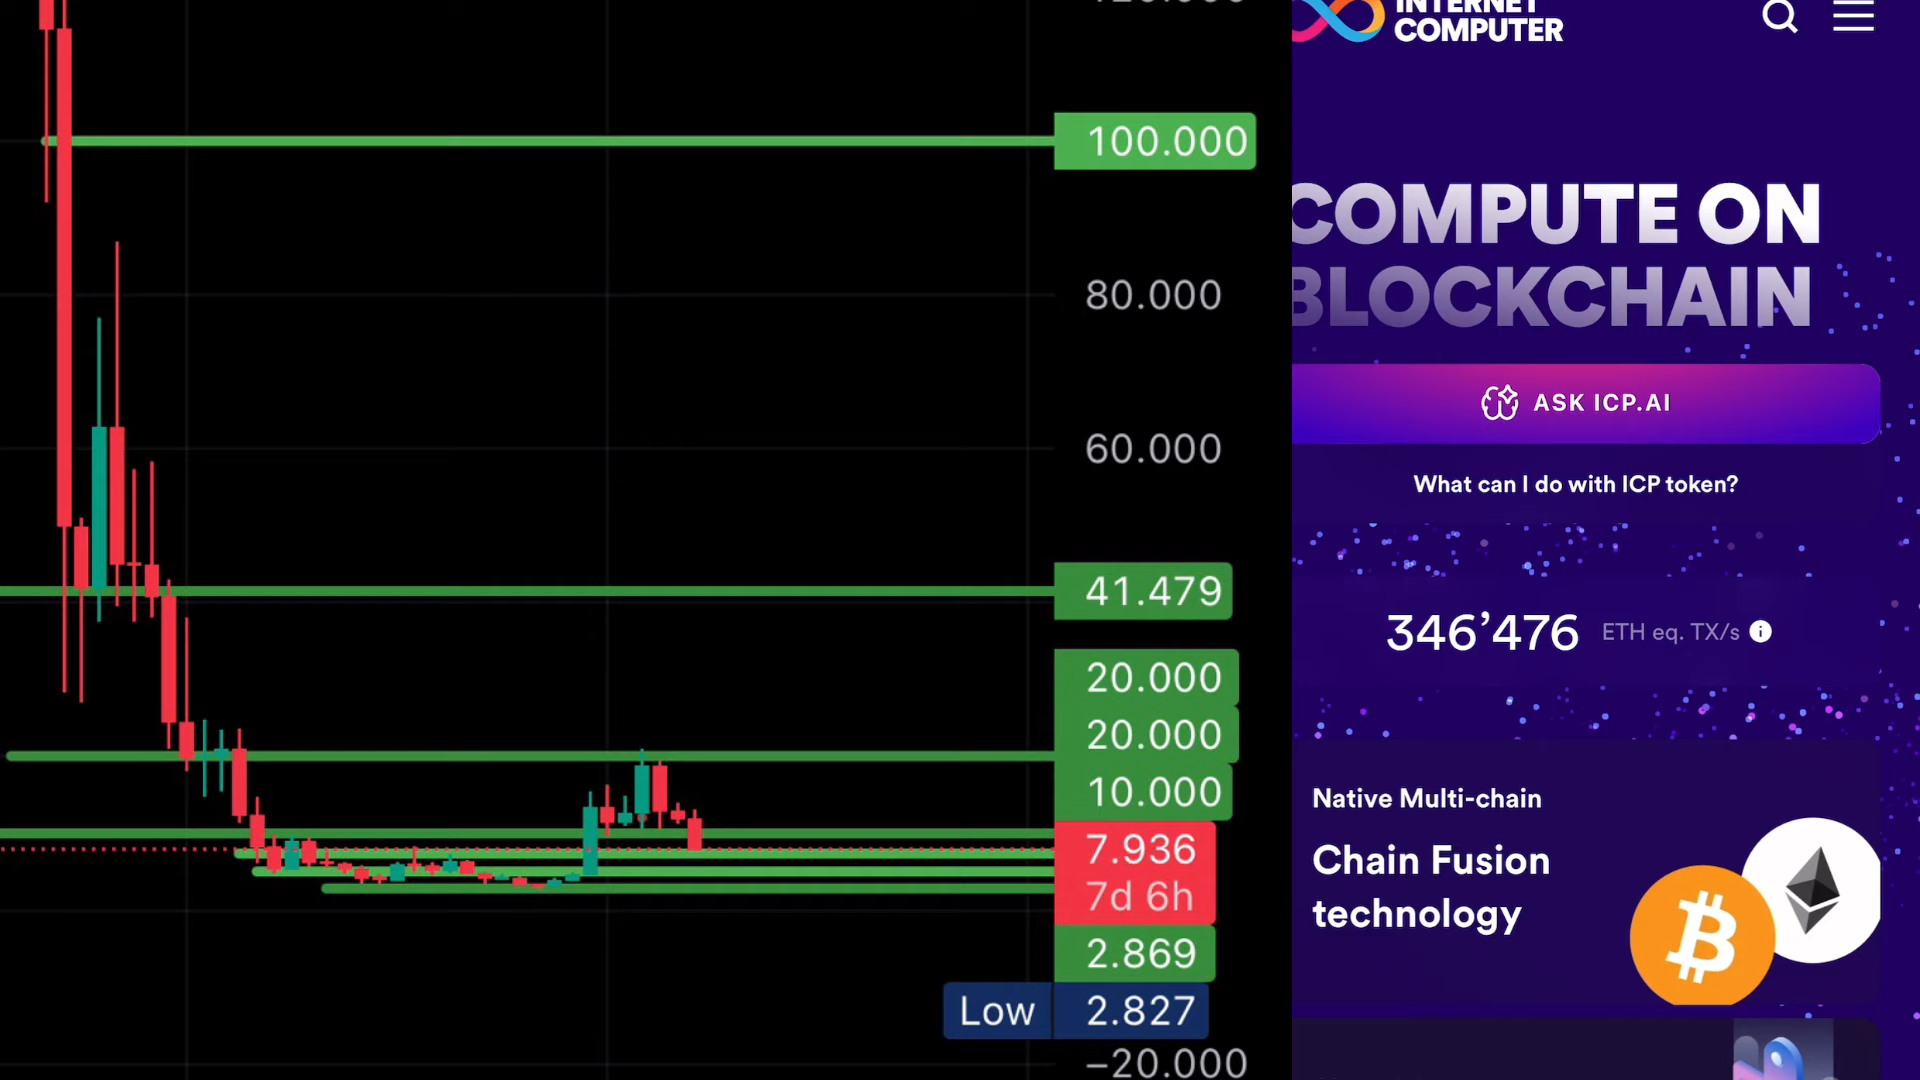 100.000
80.000
60.000
41.479
20.000
20.000
10.000
7.936
7d 6h
2.869
Low 2.827
−20.000
INTERNET
COMPUTER
COMPUTE ON
BLOCKCHAIN
ASK ICP.AI
What can I do with ICP token?
346’476 ETH eq. TX/s
Native Multi-chain
Chain Fusion
technology